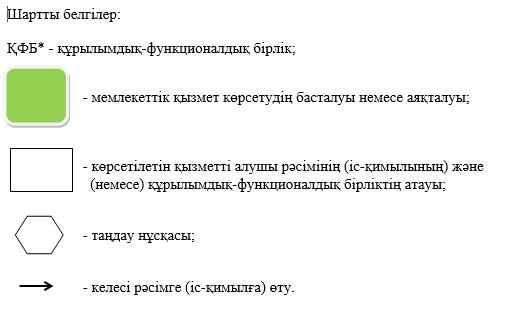 Шартты белгілер:
ҚФБ* - құрылымдық-функционалдық бірлік;
- мемлекеттік қызмет көрсетудің басталуы немесе аяқталуы;
- көрсетілетін қызметті алушы рәсімінің (іс-қимылының) және
(немесе) құрылымдық-функционалдық бірліктің атауы;
- таңдау нұсқасы;
- келесі рәсімге (іс-қимылға) өту.